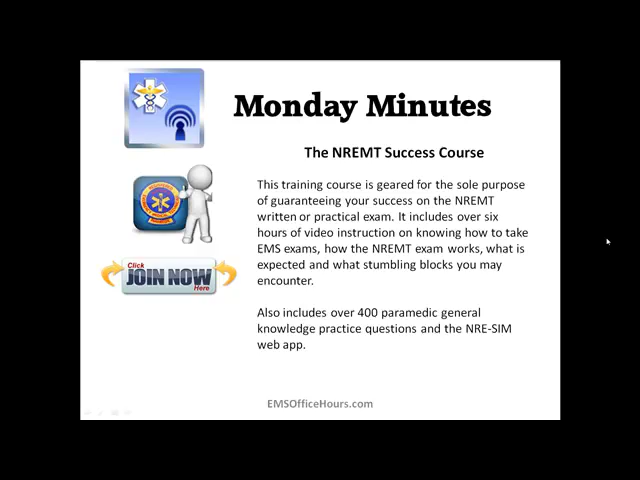 Monday Minutes
The NREMT Success Course
This training course is geared for the sole purpose
of guaranteeing your success on the NREMT
written or practical exam. It includes over six
hours of video instruction on knowing how to take
EMS exams, how the NREMT exam works, what is
expected and what stumbling blocks you may
encounter.
Also includes over 400 paramedic general
knowledge practice questions and the NRE-SIM
web app.
Click
JOIN NOW
Here
EMSOfficeHours.com